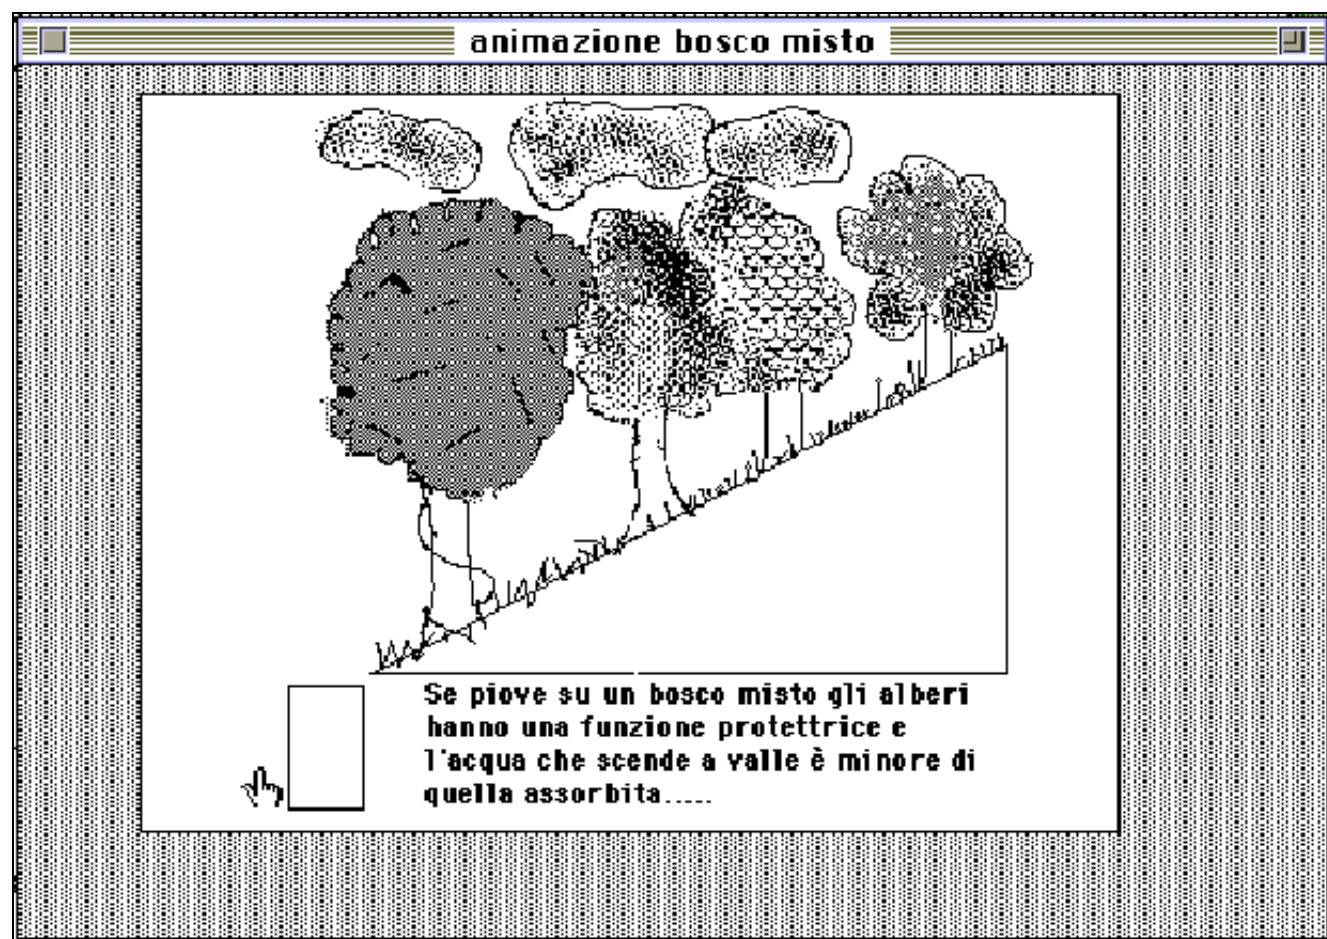 animazione bosco misto
Se piove su un bosco misto gli alberi
hanno una funzione protettrice e
l'acqua che scende a valle è minore di
quella assorbita.....